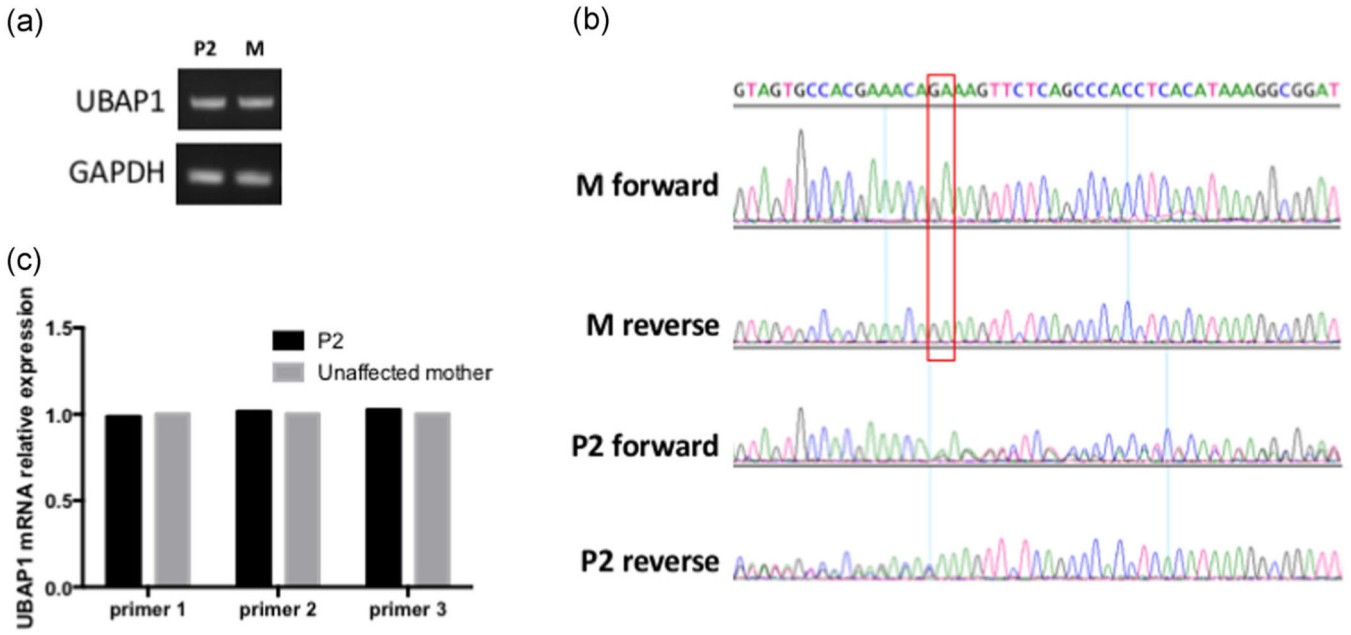 (a)
P2 M
UBAP1
GAPDH
(b)
GTAGTGCCACGAAACAGAAAGTTCTCAGCCCACCTCACATAAAGGCGGAT
M forward
M reverse
P2 forward
P2 reverse
(c)
UBAP1 mRNA relative expression
1.5
1.0
0.5
0.0
P2
Unaffected mother
primer 1 primer 2 primer 3